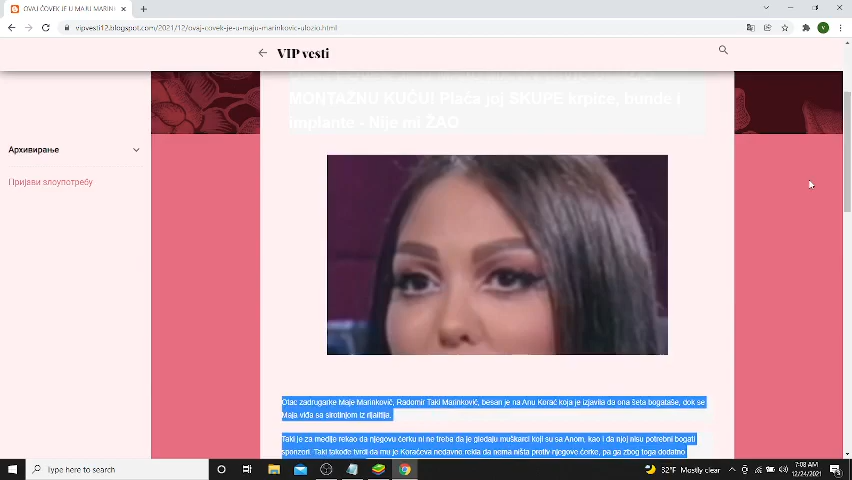 OVAJ ČOVEK JE U MAJU MARINK
vipvesti12.blogspot.com/2021/12/ovaj-covek-je-u-maju-marinkovic-ulozio.html
VIP vesti
MONTAŽNU KUĆU! Plaća joj SKUPE krpice, bunde i
implante - Nije mi ŽAO
Архивирање
Пријави злоупотребу
Otac zadrugarke Maje Marinković, Radomir Taki Marinković, besan je na Anu Korać koja je izjavila da ona šeta bogataše, dok se
Maja viđa sa sirotinjom iz rijalitija.
Taki je za medije rekao da njegovu ćerku ni ne treba da je gledaju muškarci koji su sa Anom, kao i da njoj nisu potrebni bogati
sponzori. Taki takođe tvrdi da mu je Koraćeva nedavno rekla da nema ništa protiv njegove ćerke, pa ga zbog toga dodatno
Type here to search
32°F Mostly clear
7:08 AM
12/24/2021